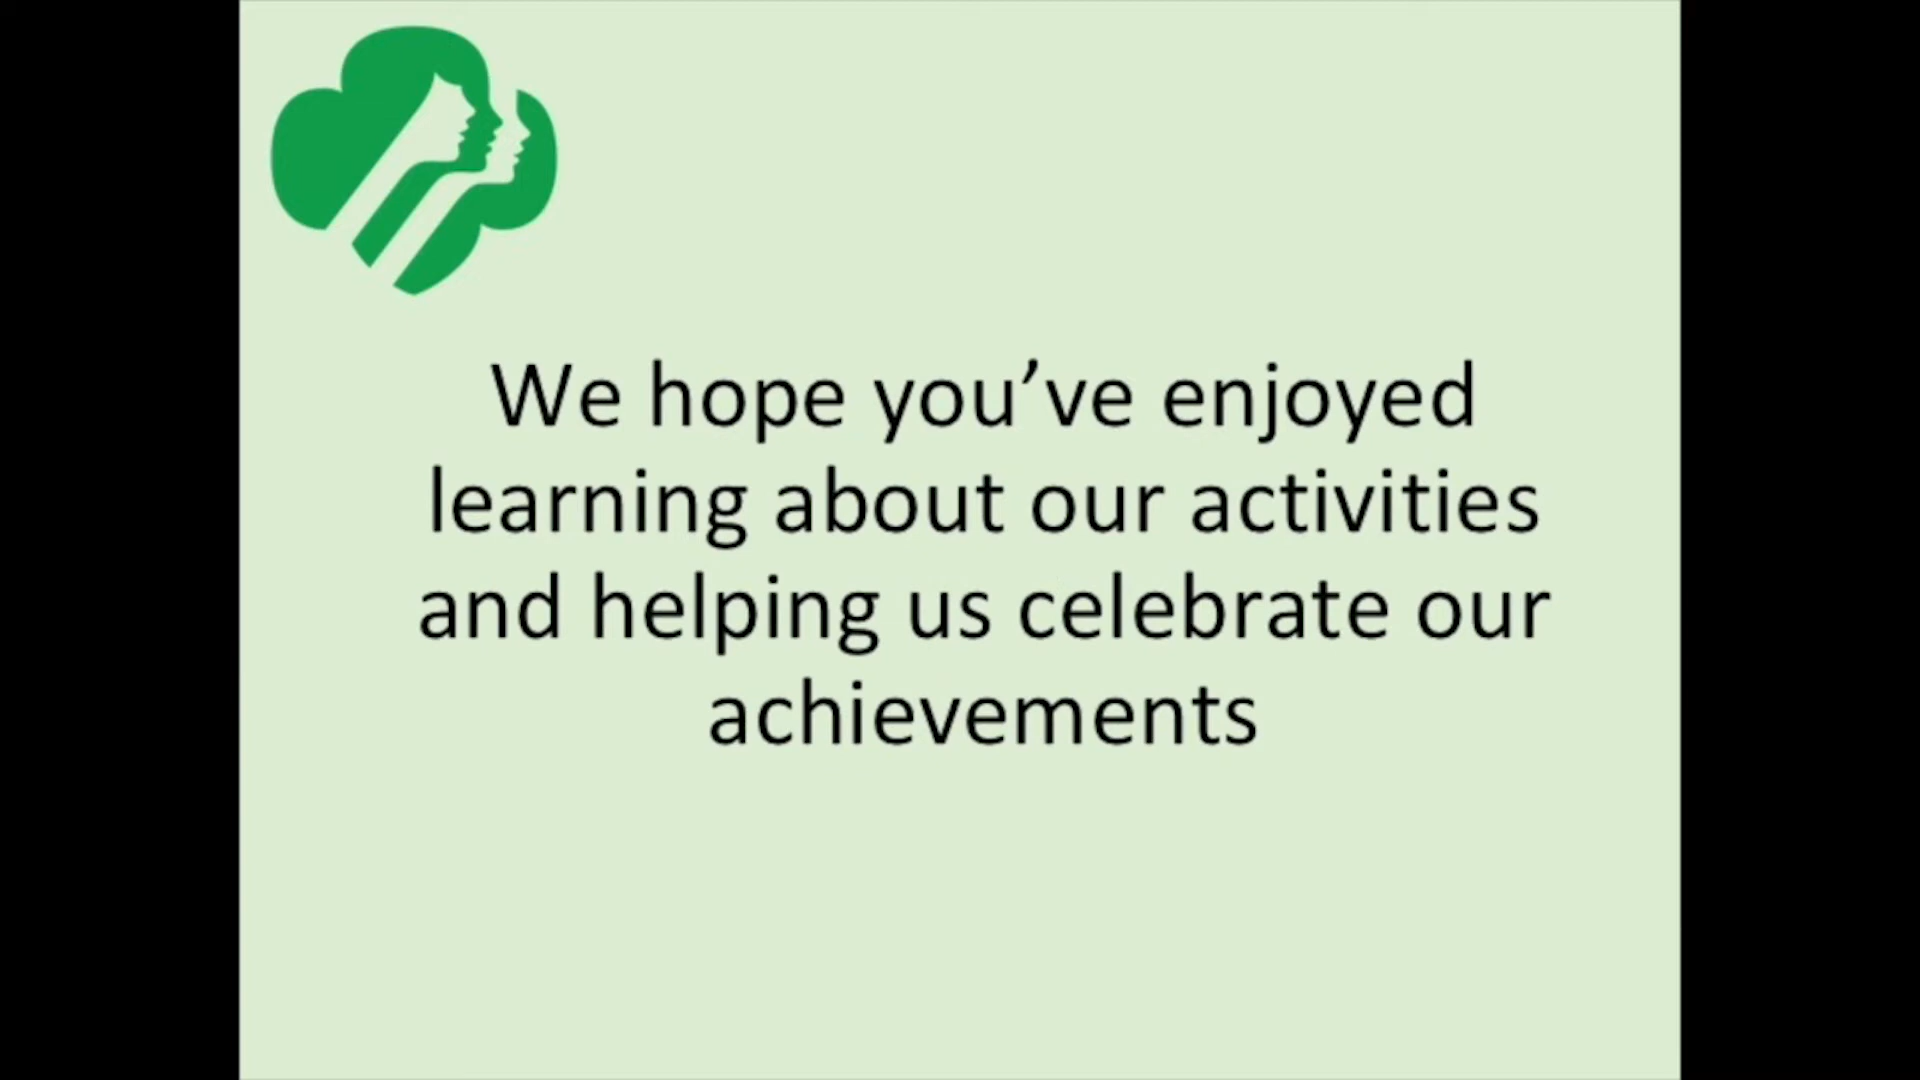 We hope you’ve enjoyed
learning about our activities
and helping us celebrate our
achievements